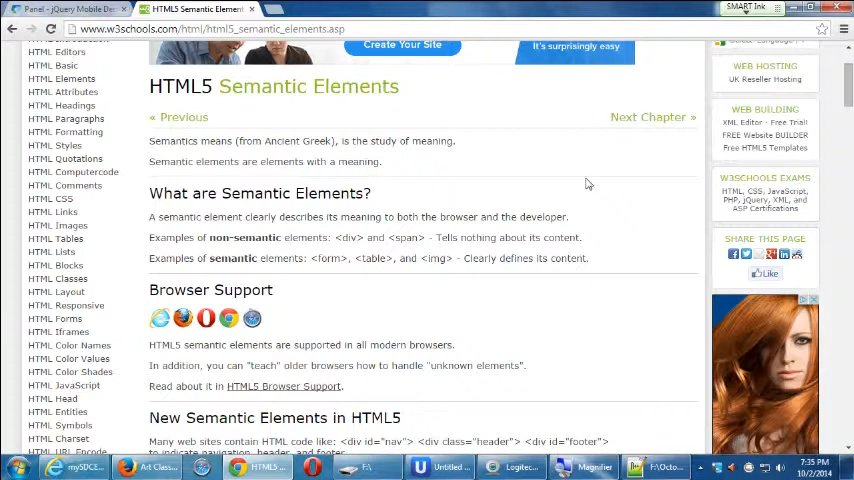 Panel - jQuery Mobile De
HTML5 Semantic Element
SMART Ink
www.w3schools.com/html/html5_semantic_elements.asp
HTML Editors
HTML Basic
HTML Elements
HTML Attributes
HTML Headings
HTML Paragraphs
HTML Formatting
HTML Styles
HTML Quotations
HTML Computercode
HTML Comments
HTML CSS
HTML Links
HTML Images
HTML Tables
HTML Lists
HTML Blocks
HTML Classes
HTML Layout
HTML Responsive
HTML Forms
HTML Iframes
HTML Color Names
HTML Color Values
HTML Color Shades
HTML JavaScript
HTML Head
HTML Entities
HTML Symbols
HTML Charset
Create Your Site
It's surprisingly easy
HTML5 Semantic Elements
« Previous
Next Chapter »
Semantics means (from Ancient Greek), is the study of meaning.
Semantic elements are elements with a meaning.
What are Semantic Elements?
A semantic element clearly describes its meaning to both the browser and the developer.
Examples of non-semantic elements: <div> and <span> - Tells nothing about its content.
Examples of semantic elements: <form>, <table>, and <img> - Clearly defines its content.
Browser Support
HTML5 semantic elements are supported in all modern browsers.
In addition, you can "teach" older browsers how to handle "unknown elements".
Read about it in HTML5 Browser Support.
New Semantic Elements in HTML5
Many web sites contain HTML code like: <div id="nav"> <div class="header"> <div id="footer">
to indicate navigation, header, and footer.
WEB HOSTING
UK Reseller Hosting
WEB BUILDING
XML Editor - Free Trial!
FREE Website BUILDER
Free HTML5 Templates
W3SCHOOLS EXAMS
HTML, CSS, JavaScript,
PHP, jQuery, XML, and
ASP Certifications
SHARE THIS PAGE
Like
mySDCE...
Art Class...
HTML5 ...
F:\
Untitled ...
Logitec...
Magnifier
F:\Octo...
7:35 PM
10/2/2014